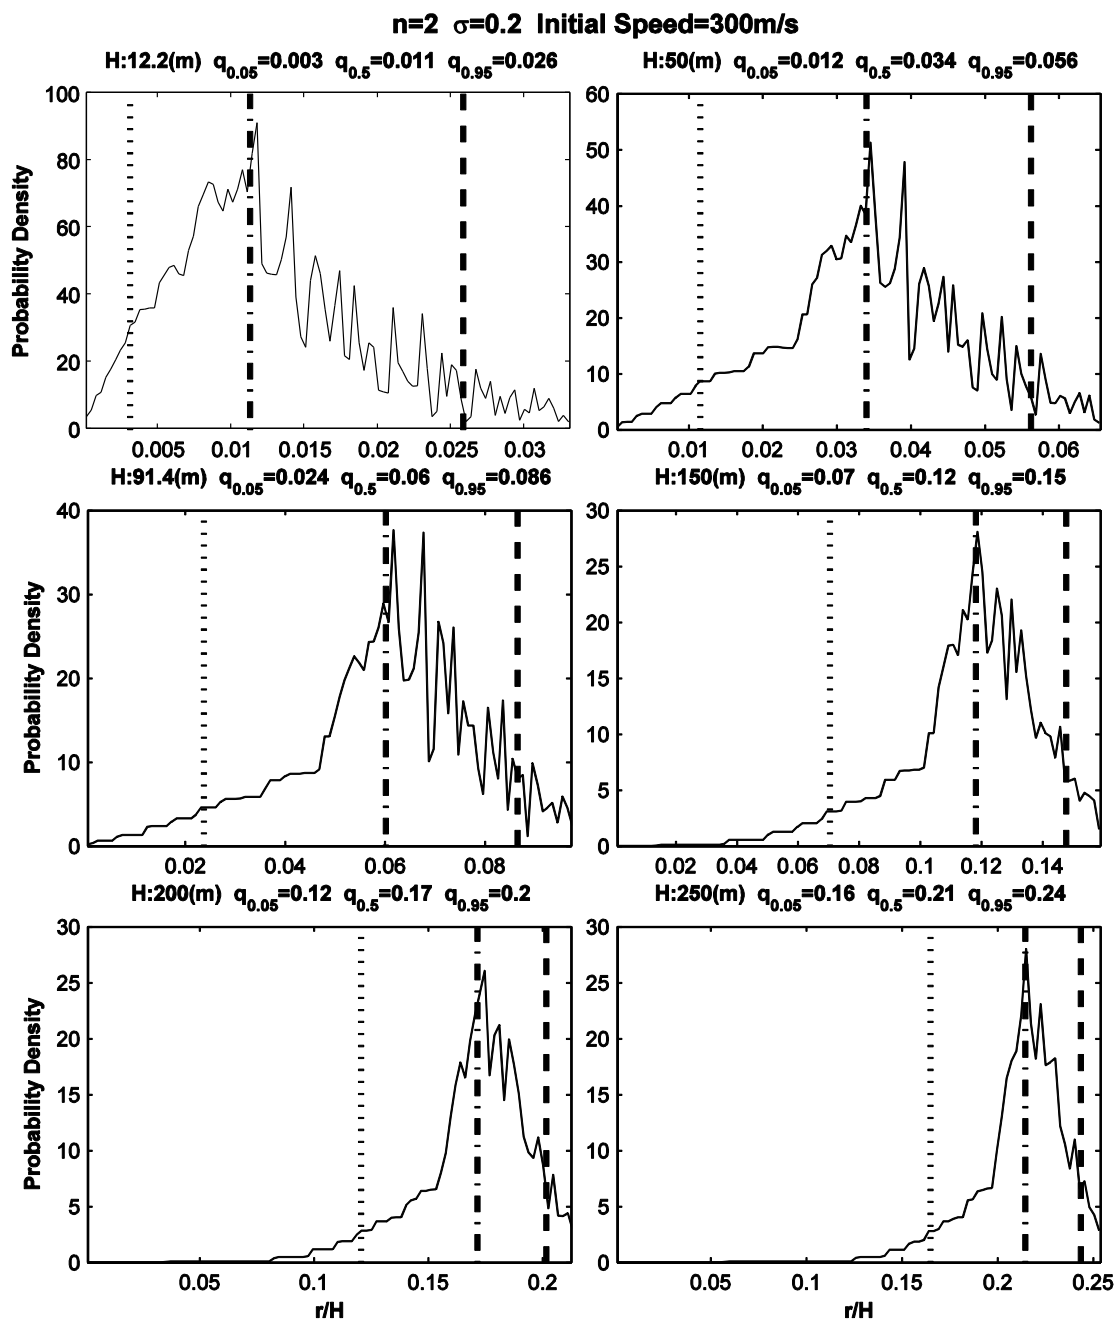 n=2 σ=0.2 Initial Speed=300m/s
H:12.2(m) q0.05=0.003 q0.5=0.011 q0.95=0.026
H:50(m) q0.05=0.012 q0.5=0.034 q0.95=0.056
100
80
60
40
20
0
Probability Density
0.005 0.01 0.015 0.02 0.025 0.03
60
50
40
30
20
10
0
0.01 0.02 0.03 0.04 0.05 0.06
H:91.4(m) q0.05=0.024 q0.5=0.06 q0.95=0.086
H:150(m) q0.05=0.07 q0.5=0.12 q0.95=0.15
40
30
20
10
0
Probability Density
0.02 0.04 0.06 0.08
30
25
20
15
10
5
0
0.02 0.04 0.06 0.08 0.1 0.12 0.14
H:200(m) q0.05=0.12 q0.5=0.17 q0.95=0.2
H:250(m) q0.05=0.16 q0.5=0.21 q0.95=0.24
30
25
20
15
10
5
0
Probability Density
0.05 0.1 0.15 0.2
r/H
30
25
20
15
10
5
0
0.05 0.1 0.15 0.2 0.25
r/H